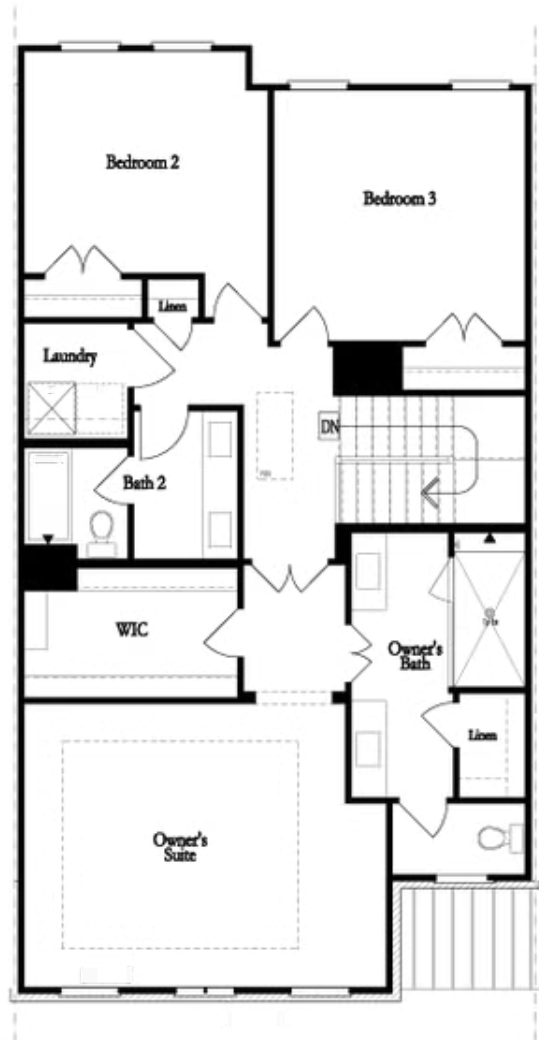 Bedroom 2
Bedroom 3
Linen
Laundry
DN
Bath 2
WIC
Owner's
Bath
Linen
Owner's
Suite